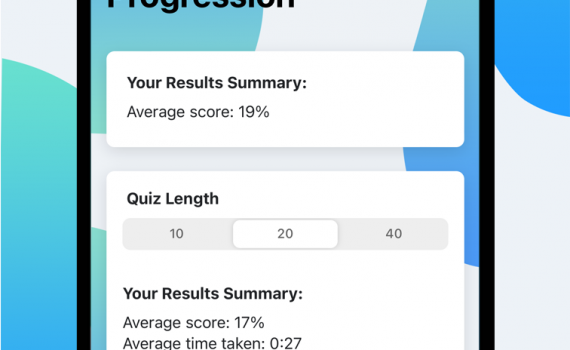 Progression
Your Results Summary:
Average score: 19%
Quiz Length
10 20 40
Your Results Summary:
Average score: 17%
Average time taken: 0:27